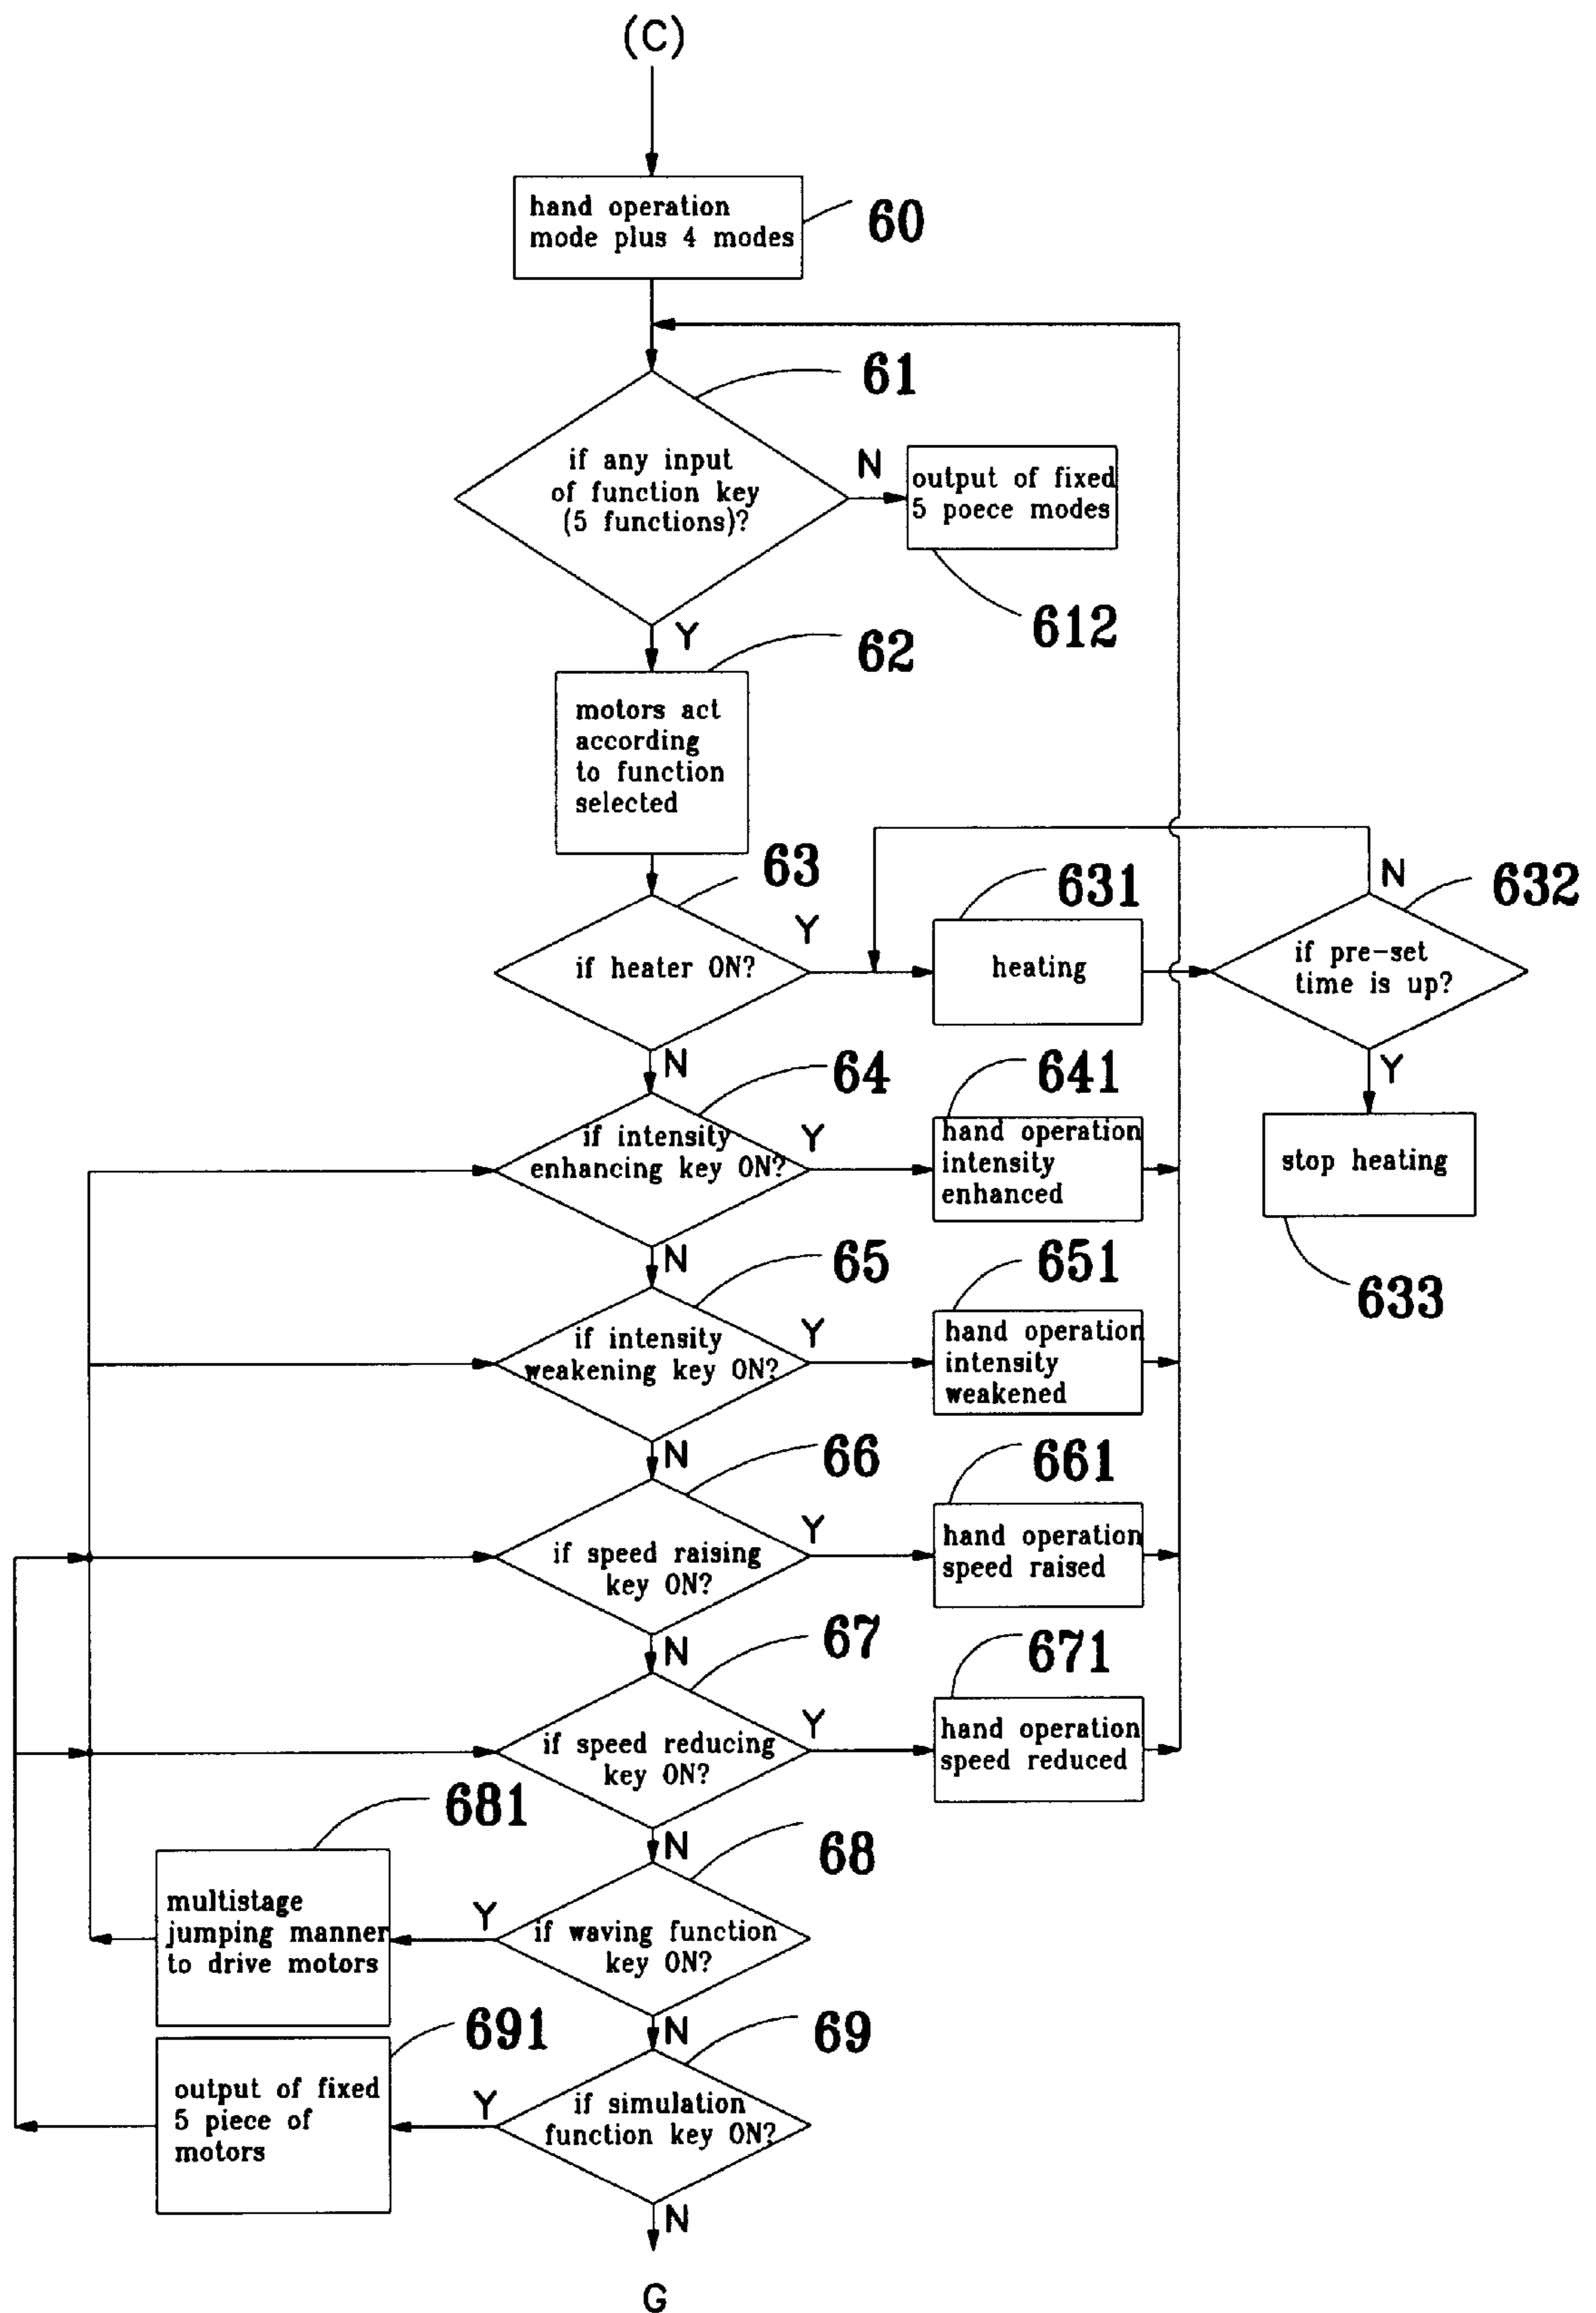 (C)
hand operation
mode plus 4 modes
60
61
if any input
of function key
(5 functions)?
N
output of fixed
5 poece modes
612
Y
62
motors act
according
to function
selected
63
if heater ON?
Y
631
heating
N
632
if pre-set
time is up?
Y
stop heating
633
N
64
if intensity
enhancing key ON?
Y
641
hand operation
intensity
enhanced
N
65
if intensity
weakening key ON?
Y
651
hand operation
intensity
weakened
N
66
if speed raising
key ON?
Y
661
hand operation
speed raised
N
67
if speed reducing
key ON?
Y
671
hand operation
speed reduced
N
68
if waving function
key ON?
Y
681
multistage
jumping manner
to drive motors
N
69
if simulation
function key ON?
Y
691
output of fixed
5 piece of
motors
N
G